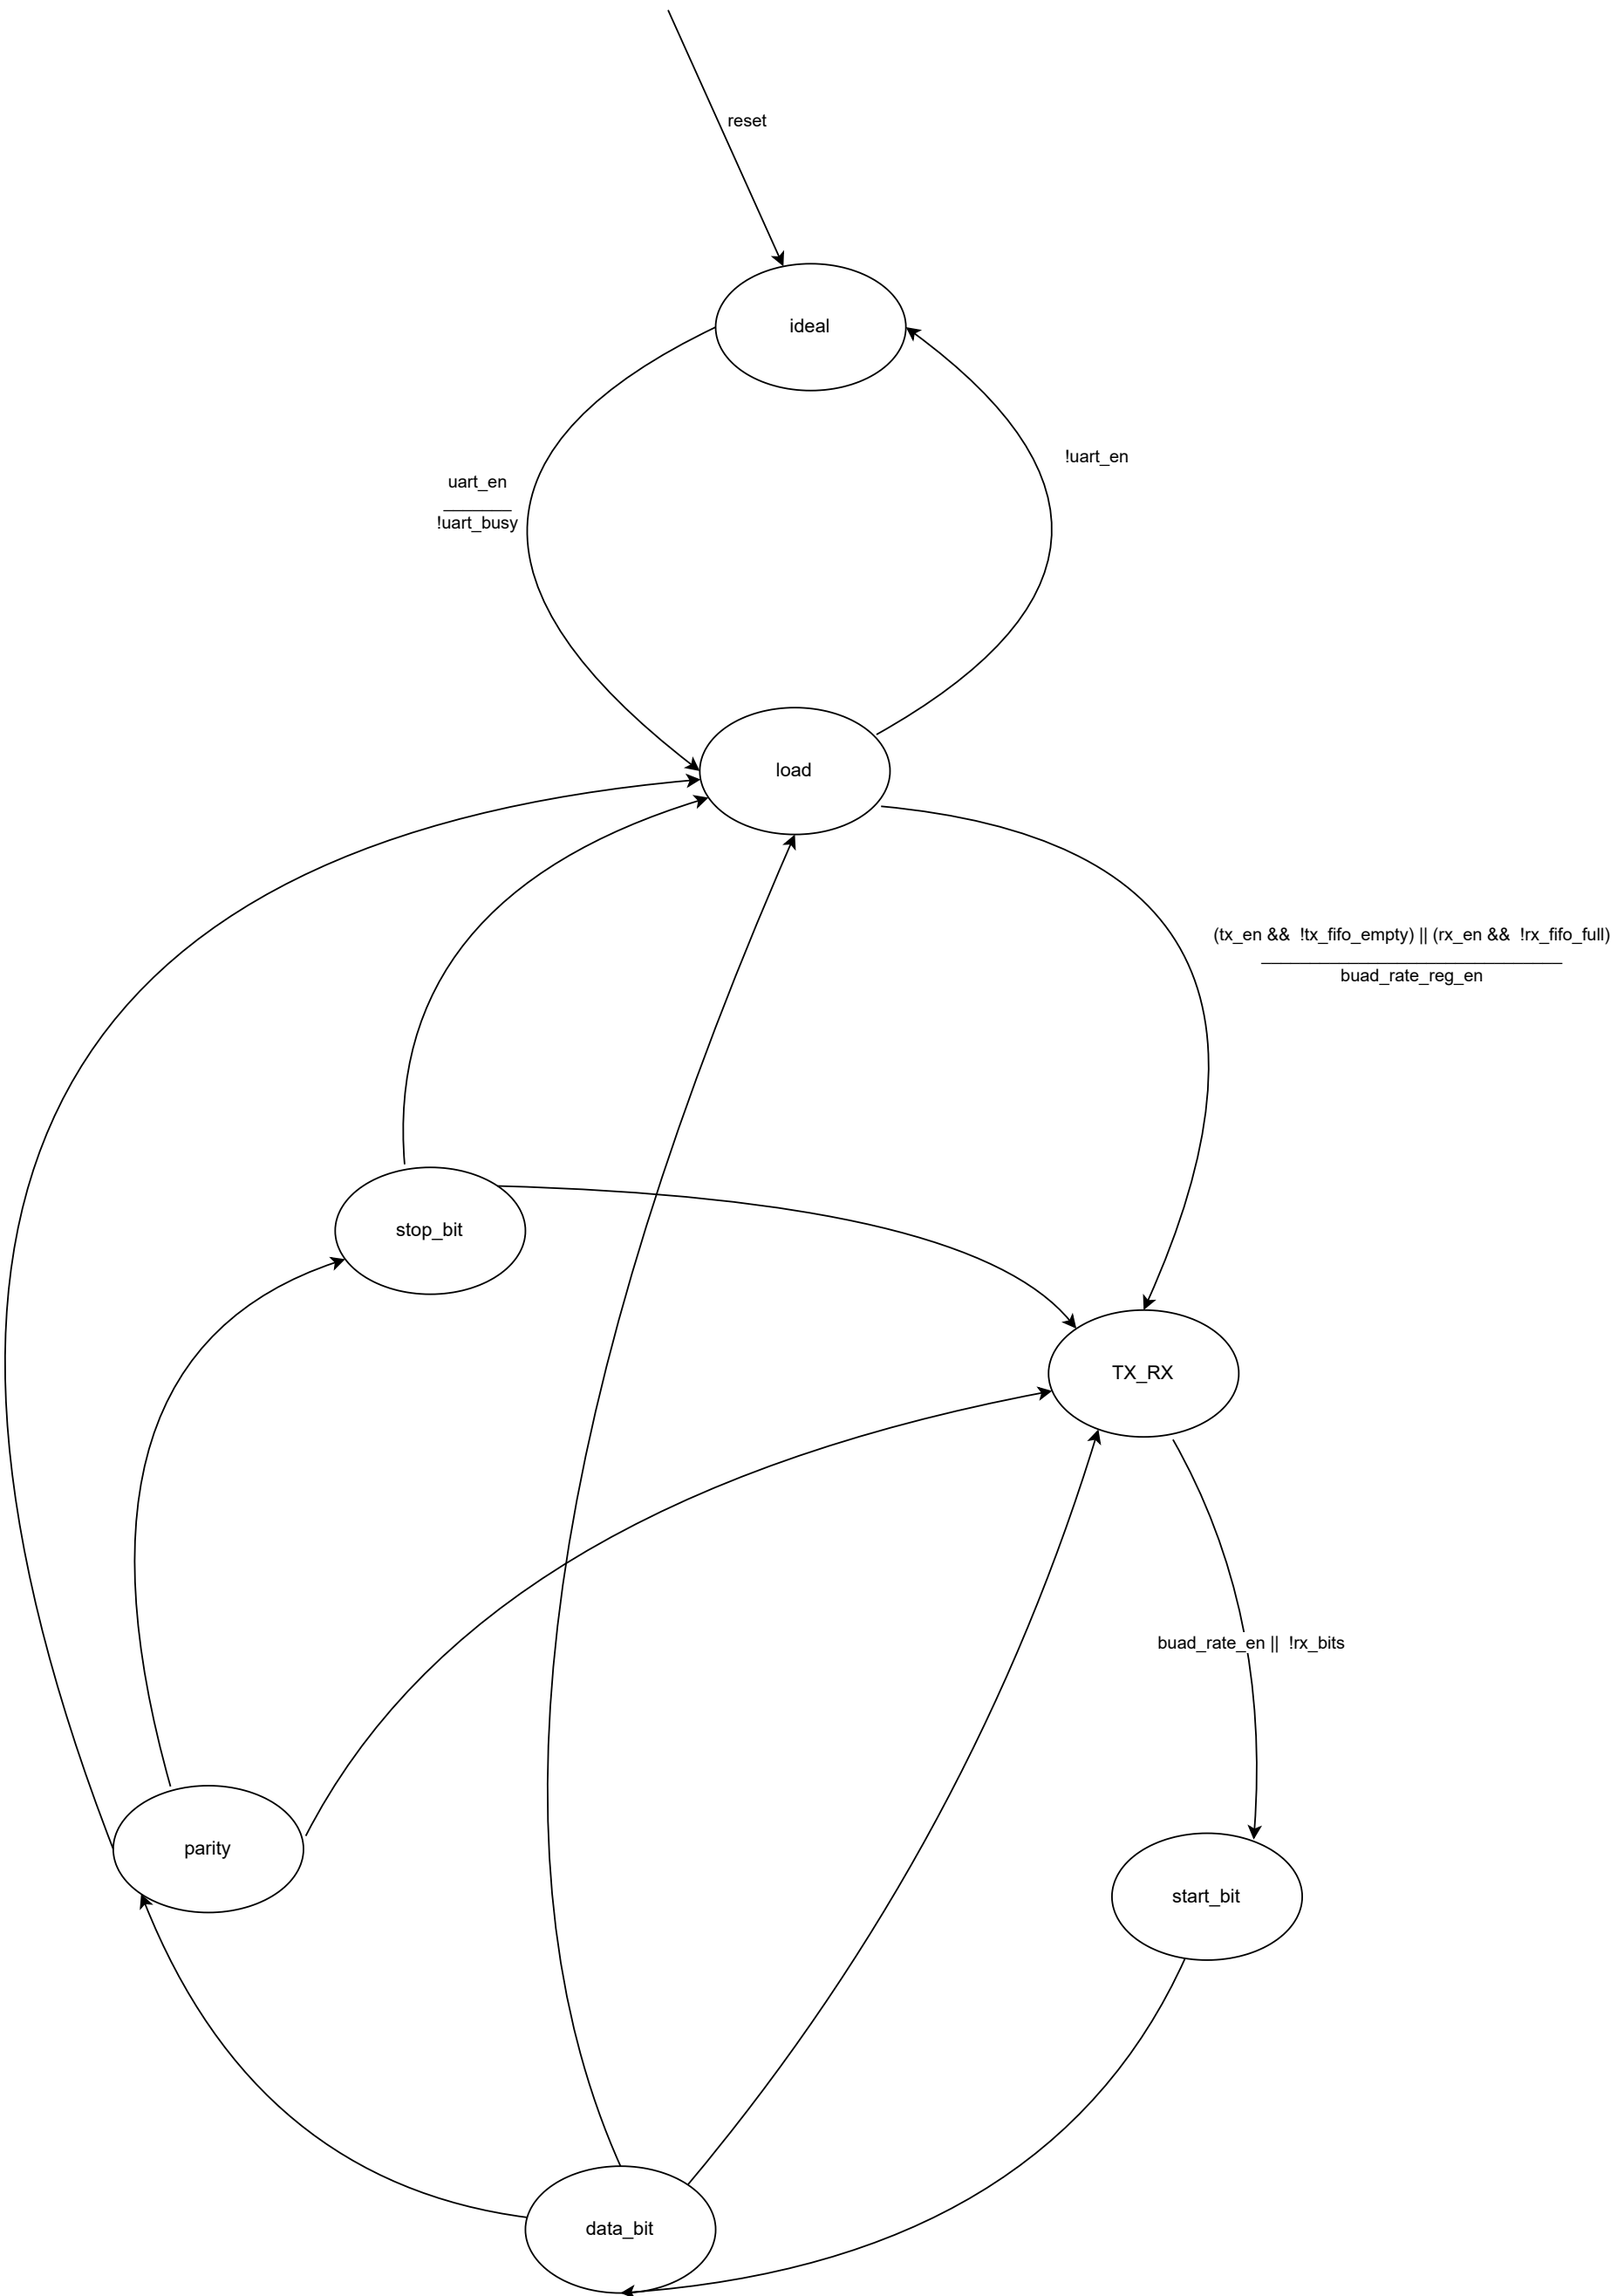 reset
ideal
!uart_en
uart_en
!uart_busy
load
(tx_en && !tx_fifo_empty) || (rx_en && !rx_fifo_full)
buad_rate_reg_en
stop_bit
TX_RX
buad_rate_en || !rx_bits
parity
start_bit
data_bit